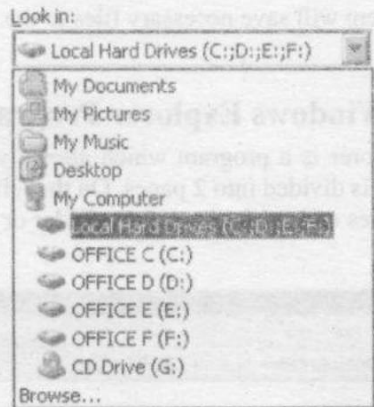 Look in:
Local Hard Drives (C:;D:;E:;F:)
My Documents
My Pictures
My Music
Desktop
My Computer
Local Hard Drives (C:;D:;E:;F:)
OFFICE C (C:)
OFFICE D (D:)
OFFICE E (E:)
OFFICE F (F:)
CD Drive (G:)
Browse...